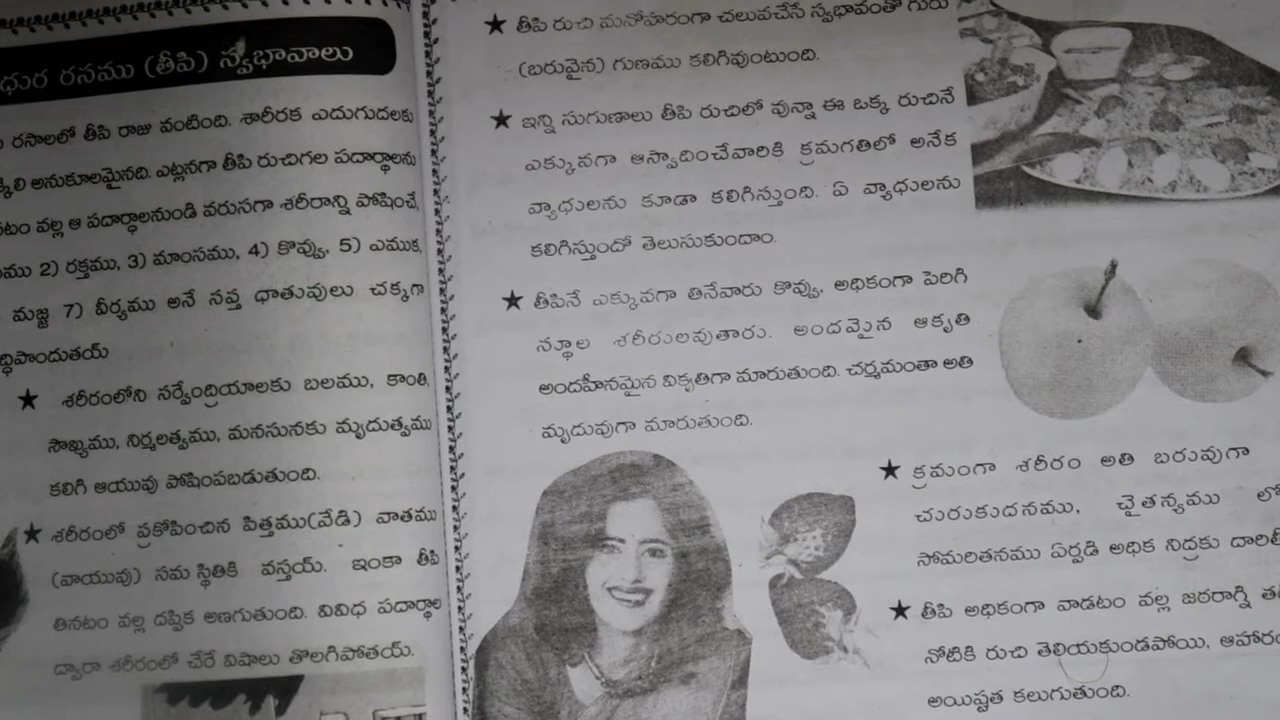 ధుర రసము (తీపి) స్వభావాలు
రసాలలో తీపి రాజు వంటింది. శారీరక ఎదుగుదలకు
అనుకూలమైనది. ఎట్లనగా తీపి రుచిగల పదార్థాలను
వల్ల ఆ పదార్థాలనుండి వరుసగా శరీరాన్ని పోషించే,
2) రక్తము, 3) మాంసము, 4) కొవ్వు, 5) ఎముక,
మజ్జ 7) వీర్యము అనే సప్త ధాతువులు చక్కగా
ద్ధిపొందుతయ్
★ శరీరంలోని సర్వేంద్రియాలకు బలము, కాంతి,
సౌఖ్యము, నిర్మలత్వము, మనసునకు మృదుత్వము
కలిగి ఆయువు పోషింపబడుతుంది.
★ శరీరంలో ప్రకోపించిన పిత్తము(వేడి) వాతము
(వాయువు) సమ స్థితికి వస్తయ్. ఇంకా తీపి
తినటం వల్ల దప్పిక అణగుతుంది. వివిధ పదార్థాల
ద్వారా శరీరంలో చేరే విషాలు తొలగిపోతయ్.
★ తీపి రుచి మనోహరంగా చలువచేసే స్వభావంతో గురు
(బరువైన) గుణము కలిగివుంటుంది.
★ ఇన్ని సుగుణాలు తీపి రుచిలో వున్నా ఈ ఒక్క రుచినే
ఎక్కువగా ఆస్వాదించేవారికి క్రమగతిలో అనేక
వ్యాధులను కూడా కలిగిస్తుంది. ఏ వ్యాధులను
కలిగిస్తుందో తెలుసుకుందాం.
★ తీపినే ఎక్కువగా తినేవారు కొవ్వు, అధికంగా పెరిగి
స్థూల శరీరులవుతారు. అందమైన ఆకృతి
అందహీనమైన వికృతిగా మారుతుంది. చర్మమంతా అతి
మృదువుగా మారుతుంది.
★ క్రమంగా శరీరం అతి బరువుగా
చురుకుదనము, చైతన్యము లో
సోమరితనము ఏర్పడి అధిక నిద్రకు దారితీ
★ తీపి అధికంగా వాడటం వల్ల జఠరాగ్ని
నోటికి రుచి తెలియకుండపోయి, ఆహారం
అయిష్టత కలుగుతుంది.